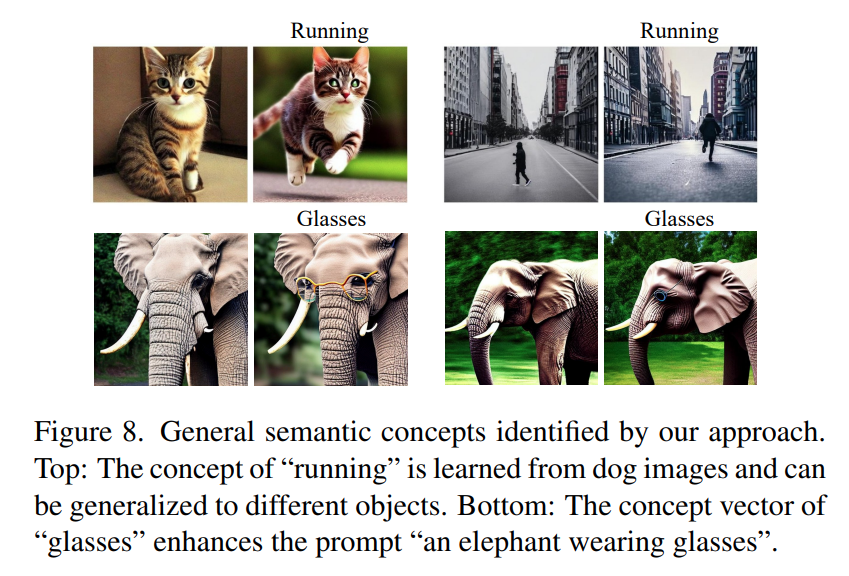 Running
Running
Glasses
Glasses
Figure 8. General semantic concepts identified by our approach.
Top: The concept of “running” is learned from dog images and can
be generalized to different objects. Bottom: The concept vector of
“glasses” enhances the prompt “an elephant wearing glasses”.